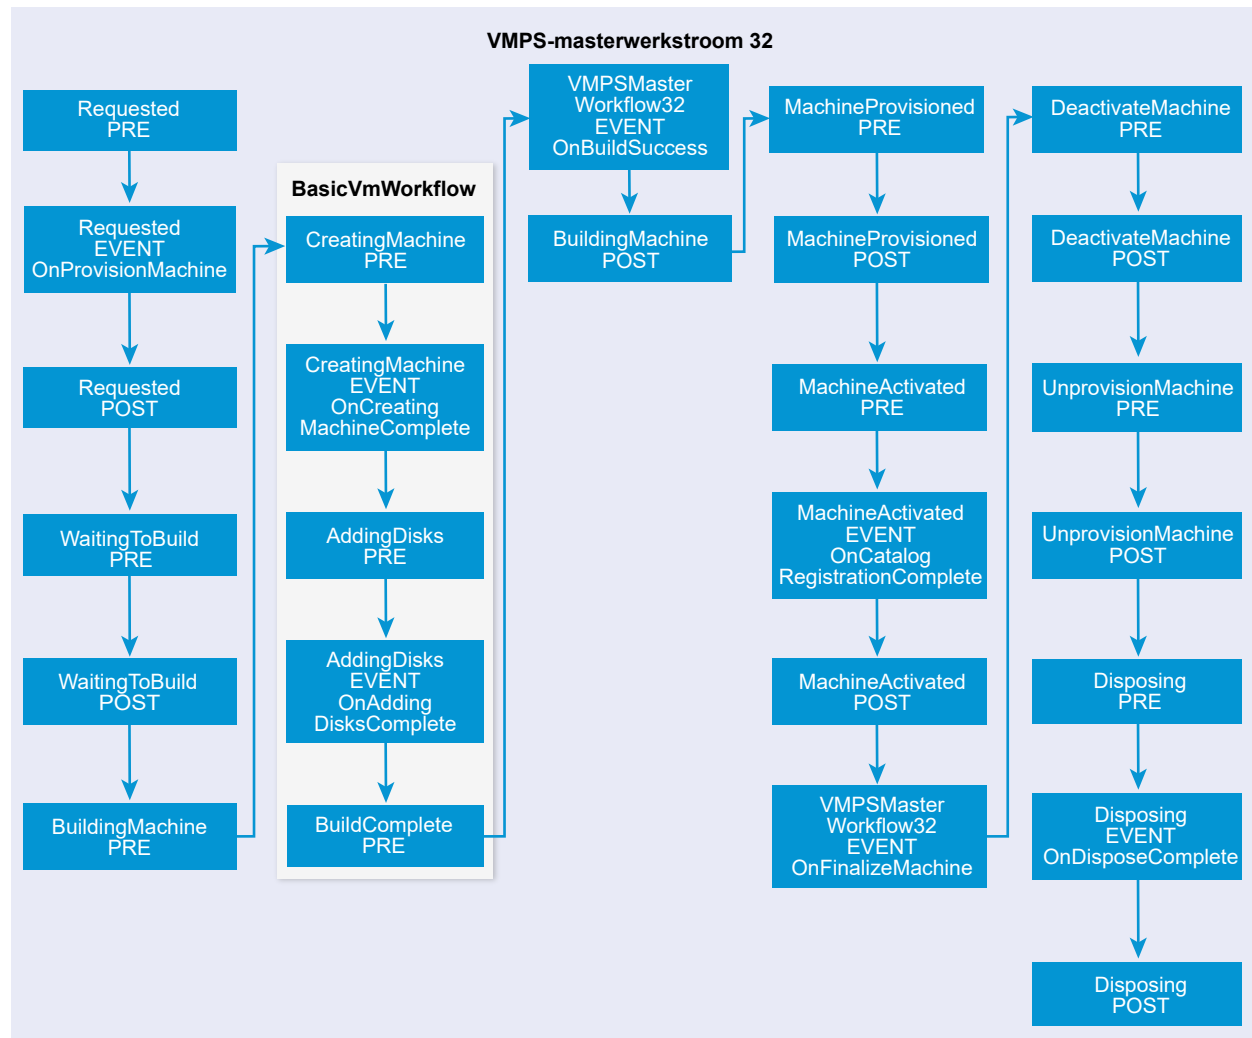 VMPS-masterwerkstroom 32
Requested
PRE
Requested
EVENT
OnProvisionMachine
Requested
POST
WaitingToBuild
PRE
WaitingToBuild
POST
BuildingMachine
PRE
BasicVmWorkflow
CreatingMachine
PRE
CreatingMachine
EVENT
OnCreating
MachineComplete
AddingDisks
PRE
AddingDisks
EVENT
OnAdding
DisksComplete
BuildComplete
PRE
VMPSMaster
Workflow32
EVENT
OnBuildSuccess
BuildingMachine
POST
MachineProvisioned
PRE
MachineProvisioned
POST
MachineActivated
PRE
MachineActivated
EVENT
OnCatalog
RegistrationComplete
MachineActivated
POST
VMPSMaster
Workflow32
EVENT
OnFinalizeMachine
DeactivateMachine
PRE
DeactivateMachine
POST
UnprovisionMachine
PRE
UnprovisionMachine
POST
Disposing
PRE
Disposing
EVENT
OnDisposeComplete
Disposing
POST